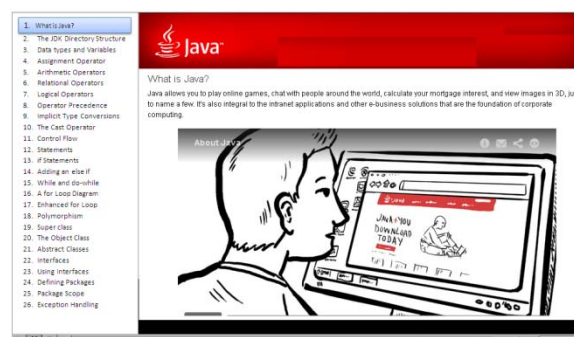 1. What is Java?
2. The JDK Directory Structure
3. Data types and Variables
4. Assignment Operator
5. Arithmetic Operators
6. Relational Operators
7. Logical Operators
8. Operator Precedence
9. Implicit Type Conversions
10. The Cast Operator
11. Control Flow
12. Statements
13. if Statements
14. Adding an else if
15. While and do-while
16. A for Loop Diagram
17. Enhanced for Loop
18. Polymorphism
19. Super class
20. The Object Class
21. Abstract Classes
22. Interfaces
23. Using Interfaces
24. Defining Packages
25. Package Scope
26. Exception Handling
Java
What is Java?
Java allows you to play online games, chat with people around the world, calculate your mortgage interest, and view images in 3D, ju
to name a few. It's also integral to the intranet applications and other e-business solutions that are the foundation of corporate
computing.
About Java
JAVA + YOU
DOWNLOAD
TODAY